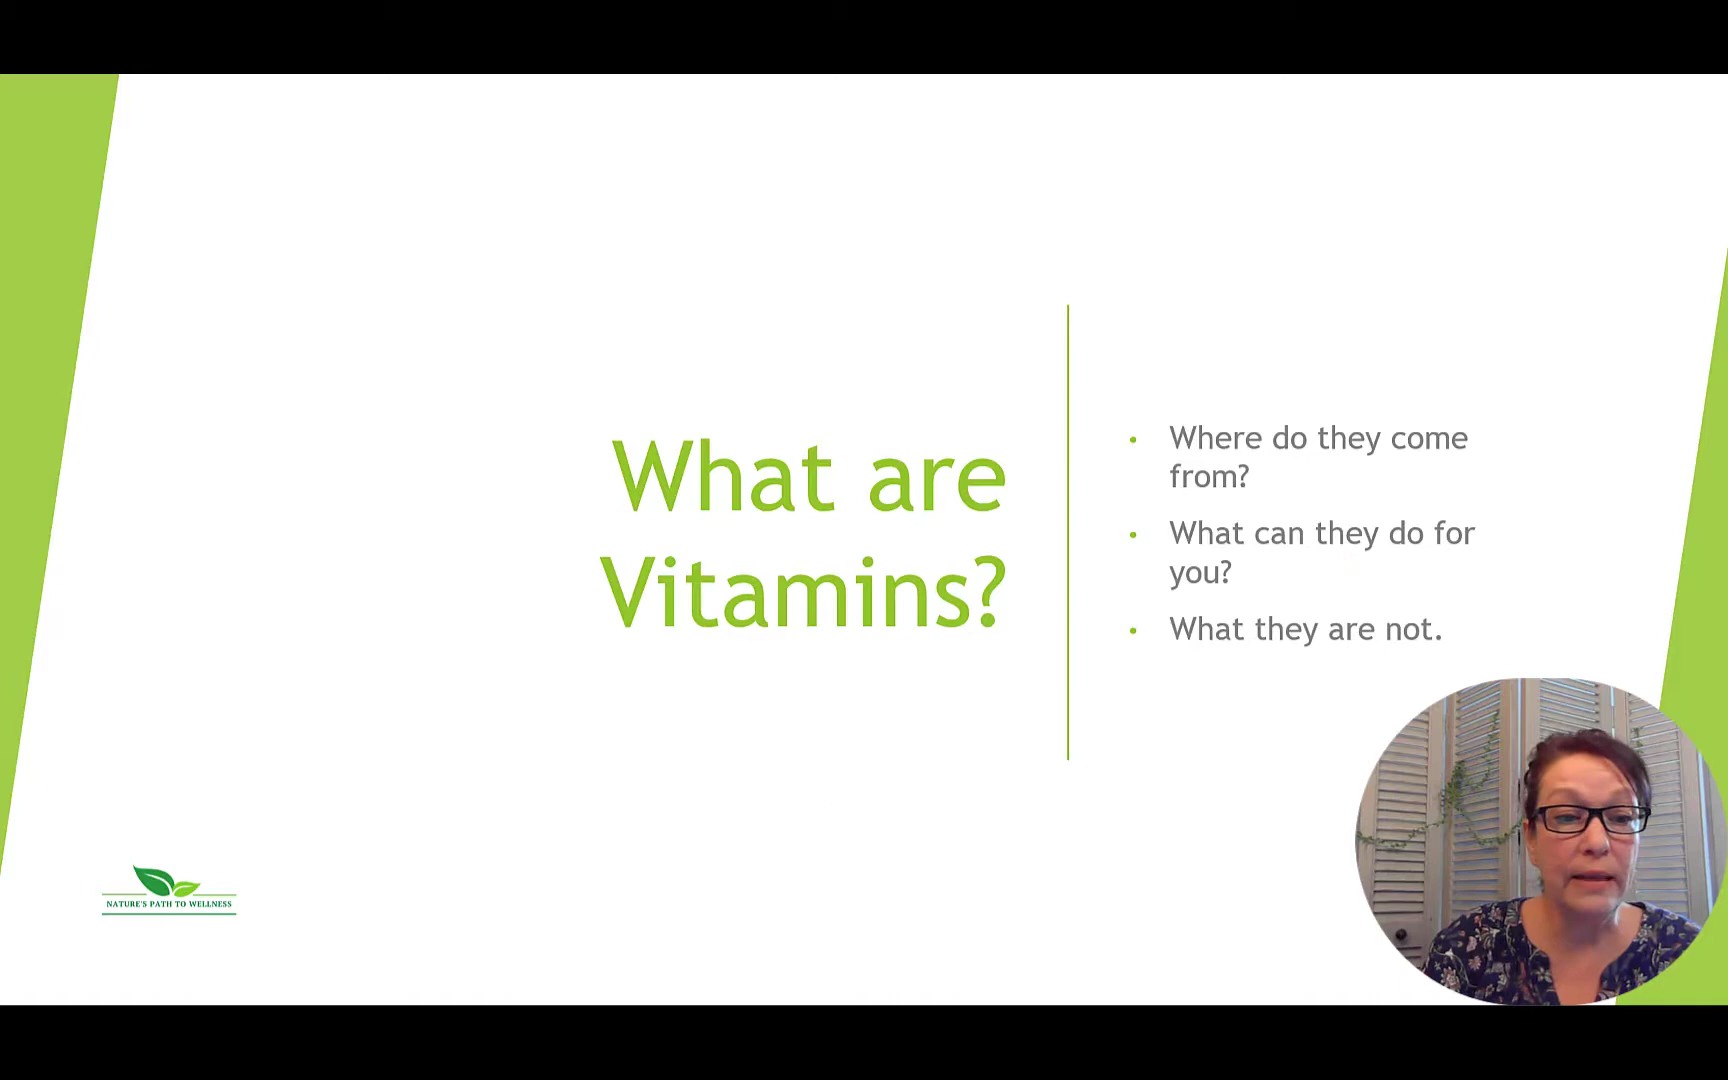 What are
Vitamins?
• Where do they come
from?
• What can they do for
you?
• What they are not.
NATURE'S PATH TO WELLNESS